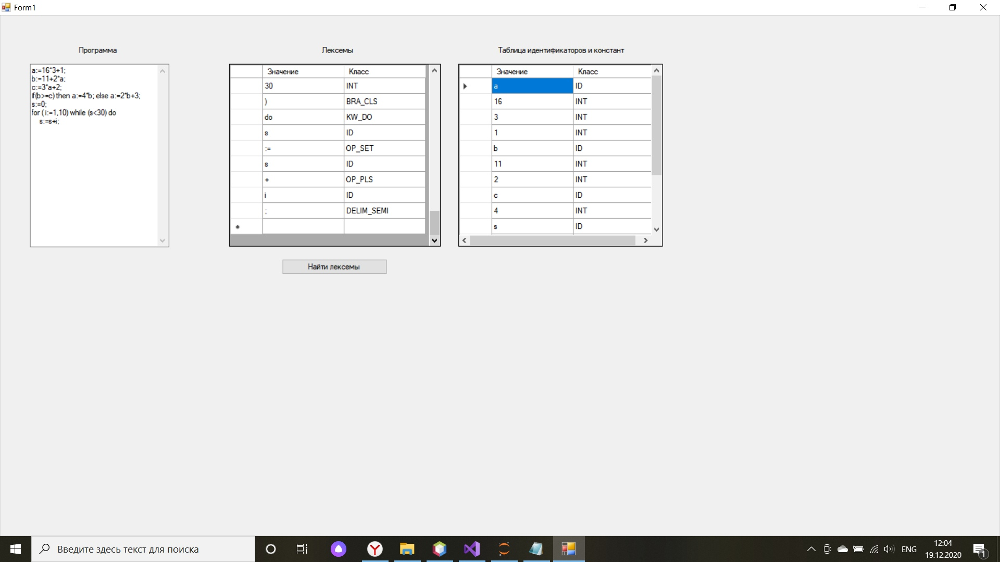 Form1
Программа
a:=16*3+1;
b:=11+2*a;
c:=3*a+2;
if(b>=c) then a:=4*b; else a:=2*b+3;
s:=0;
for ( i:=1,10) while (s<30) do
s:=s+i;
Лексемы
Значение Класс
30 INT
) BRA_CLS
do KW_DO
s ID
:= OP_SET
s ID
+ OP_PLS
i ID
; DELIM_SEMI
Найти лексемы
Таблица идентификаторов и констант
Значение Класс
a ID
16 INT
3 INT
1 INT
b ID
11 INT
2 INT
c ID
4 INT
s ID
Введите здесь текст для поиска
ENG
12:04
19.12.2020
1